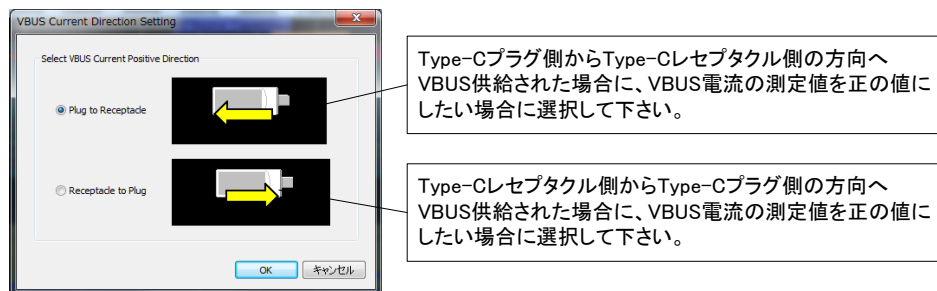 VBUS Current Direction Setting
x
Select VBUS Current Positive Direction
Plug to Receptacle
Receptacle to Plug
OK
キャンセル
Type-Cプラグ側からType-Cレセプタクル側の方向へ
VBUS供給された場合に、VBUS電流の測定値を正の値に
したい場合に選択して下さい。
Type-Cレセプタクル側からType-Cプラグ側の方向へ
VBUS供給された場合に、VBUS電流の測定値を正の値に
したい場合に選択して下さい。